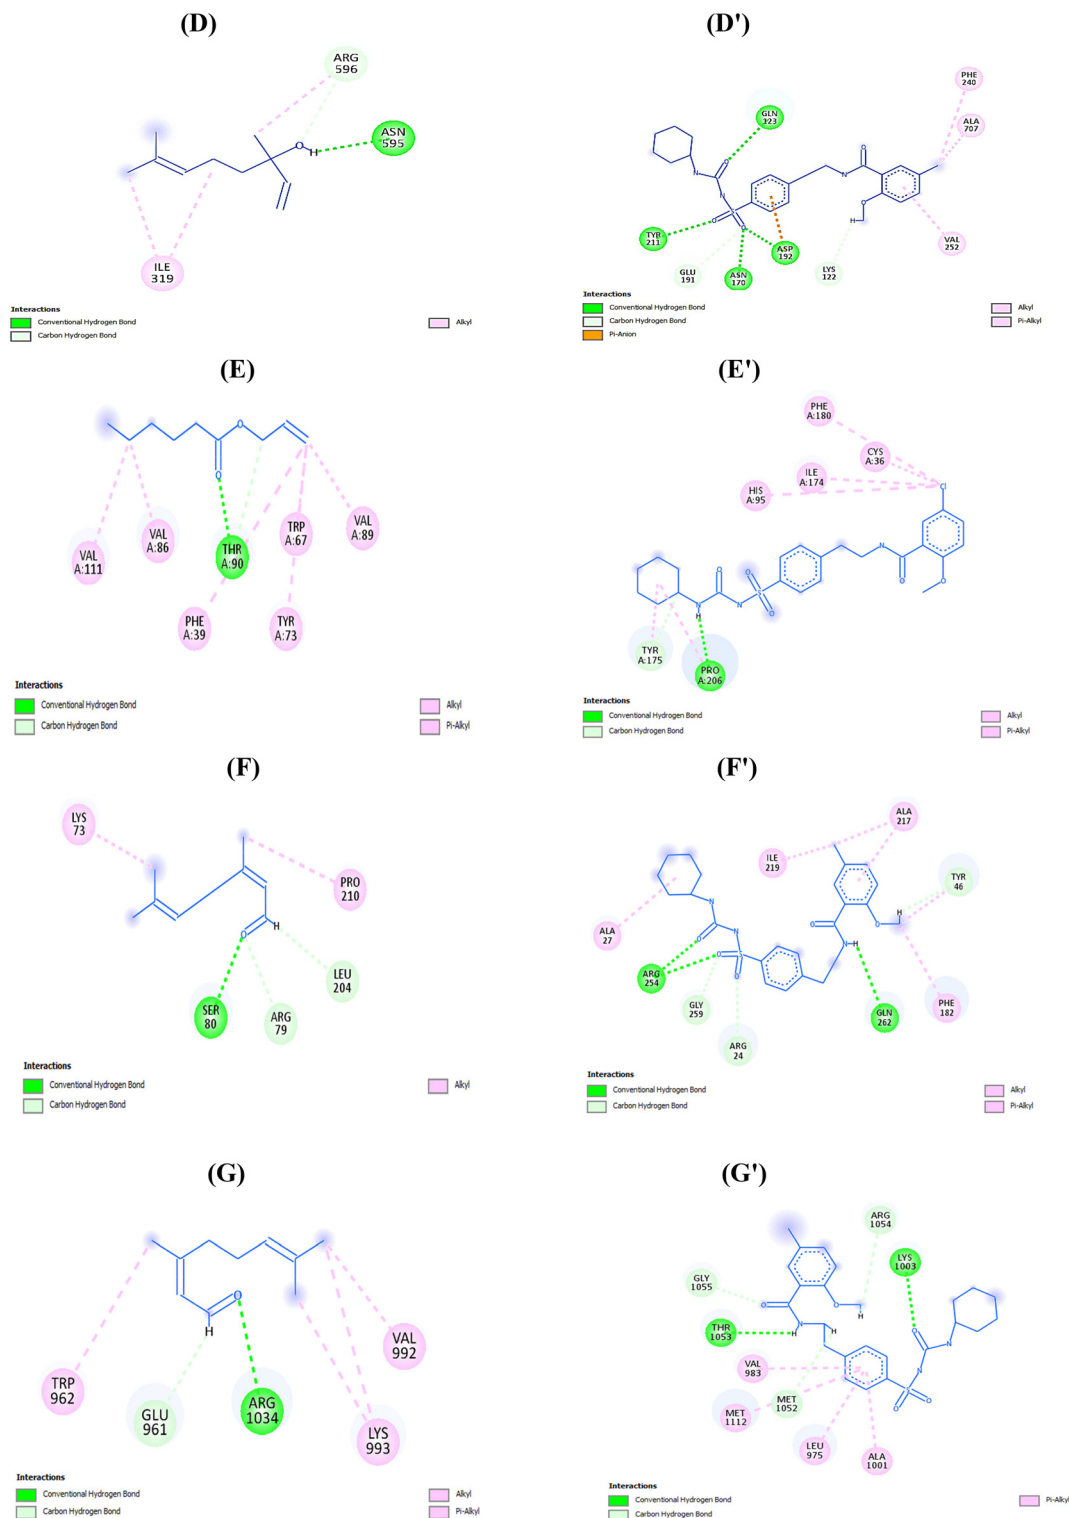 (D)
(D')
ARG
596
ASN
595
O
H
ILE
319
Interactions
Conventional Hydrogen Bond
Carbon Hydrogen Bond
Alkyl
PHE
240
GLN
123
ALA
707
TYR
211
GLU
191
ASN
170
ASP
192
LYS
122
VAL
252
Interactions
Conventional Hydrogen Bond
Carbon Hydrogen Bond
Pi-Anion
Alkyl
Pi-Alkyl
(E)
(E')
O
O
VAL
A:111
VAL
A:86
THR
A:90
TRP
A:67
VAL
A:89
PHE
A:39
TYR
A:73
Interactions
Conventional Hydrogen Bond
Carbon Hydrogen Bond
Alkyl
Pi-Alkyl
PHE
A:180
CYS
A:36
ILE
A:174
HIS
A:95
Cl
TYR
A:175
PRO
A:206
Interactions
Conventional Hydrogen Bond
Carbon Hydrogen Bond
Alkyl
Pi-Alkyl
(F)
(F')
LYS
73
PRO
210
H
O
LEU
204
SER
80
ARG
79
Interactions
Conventional Hydrogen Bond
Carbon Hydrogen Bond
Alkyl
ALA
217
ILE
219
TYR
46
ALA
27
ARG
254
GLY
259
ARG
24
GLN
262
PHE
182
Interactions
Conventional Hydrogen Bond
Carbon Hydrogen Bond
Alkyl
Pi-Alkyl
(G)
(G')
O
H
VAL
992
TRP
962
GLU
961
ARG
1034
LYS
993
Interactions
Conventional Hydrogen Bond
Carbon Hydrogen Bond
Alkyl
Pi-Alkyl
ARG
1054
LYS
1003
GLY
1055
THR
1053
VAL
983
MET
1052
MET
1112
LEU
975
ALA
1001
Interactions
Conventional Hydrogen Bond
Carbon Hydrogen Bond
Pi-Alkyl